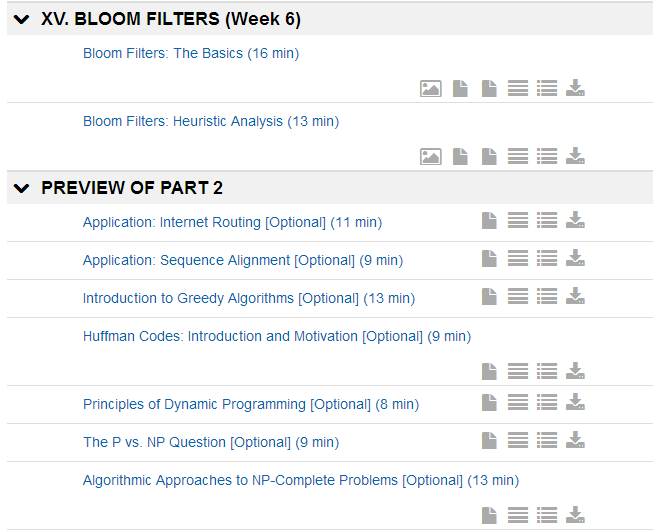 XV. BLOOM FILTERS (Week 6)
Bloom Filters: The Basics (16 min)
Bloom Filters: Heuristic Analysis (13 min)
PREVIEW OF PART 2
Application: Internet Routing [Optional] (11 min)
Application: Sequence Alignment [Optional] (9 min)
Introduction to Greedy Algorithms [Optional] (13 min)
Huffman Codes: Introduction and Motivation [Optional] (9 min)
Principles of Dynamic Programming [Optional] (8 min)
The P vs. NP Question [Optional] (9 min)
Algorithmic Approaches to NP-Complete Problems [Optional] (13 min)